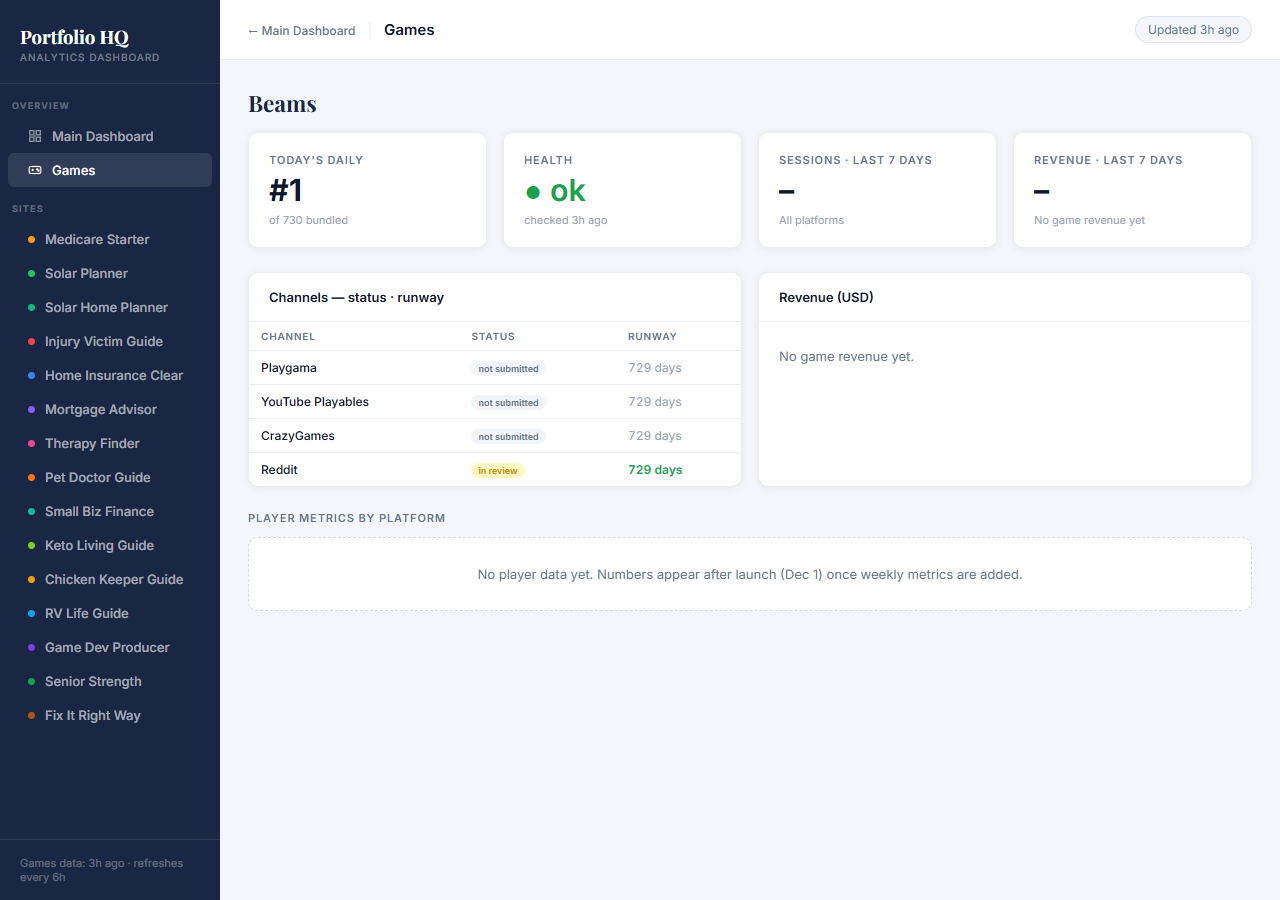 Portfolio HQ
ANALYTICS DASHBOARD
OVERVIEW
Main Dashboard
Games
SITES
Medicare Starter
Solar Planner
Solar Home Planner
Injury Victim Guide
Home Insurance Clear
Mortgage Advisor
Therapy Finder
Pet Doctor Guide
Small Biz Finance
Keto Living Guide
Chicken Keeper Guide
RV Life Guide
Game Dev Producer
Senior Strength
Fix It Right Way
Games data: 3h ago · refreshes
every 6h
← Main Dashboard Games Updated 3h ago
Beams
TODAY'S DAILY
#1
of 730 bundled
HEALTH
● ok
checked 3h ago
SESSIONS · LAST 7 DAYS
–
All platforms
REVENUE · LAST 7 DAYS
–
No game revenue yet
Channels — status · runway
CHANNEL STATUS RUNWAY
Playgama not submitted 729 days
YouTube Playables not submitted 729 days
CrazyGames not submitted 729 days
Reddit in review 729 days
Revenue (USD)
No game revenue yet.
PLAYER METRICS BY PLATFORM
No player data yet. Numbers appear after launch (Dec 1) once weekly metrics are added.